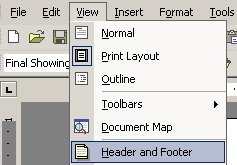 File Edit View Insert Format Tools
Normal
Final Showing
Print Layout
Outline
Toolbars
Document Map
Header and Footer